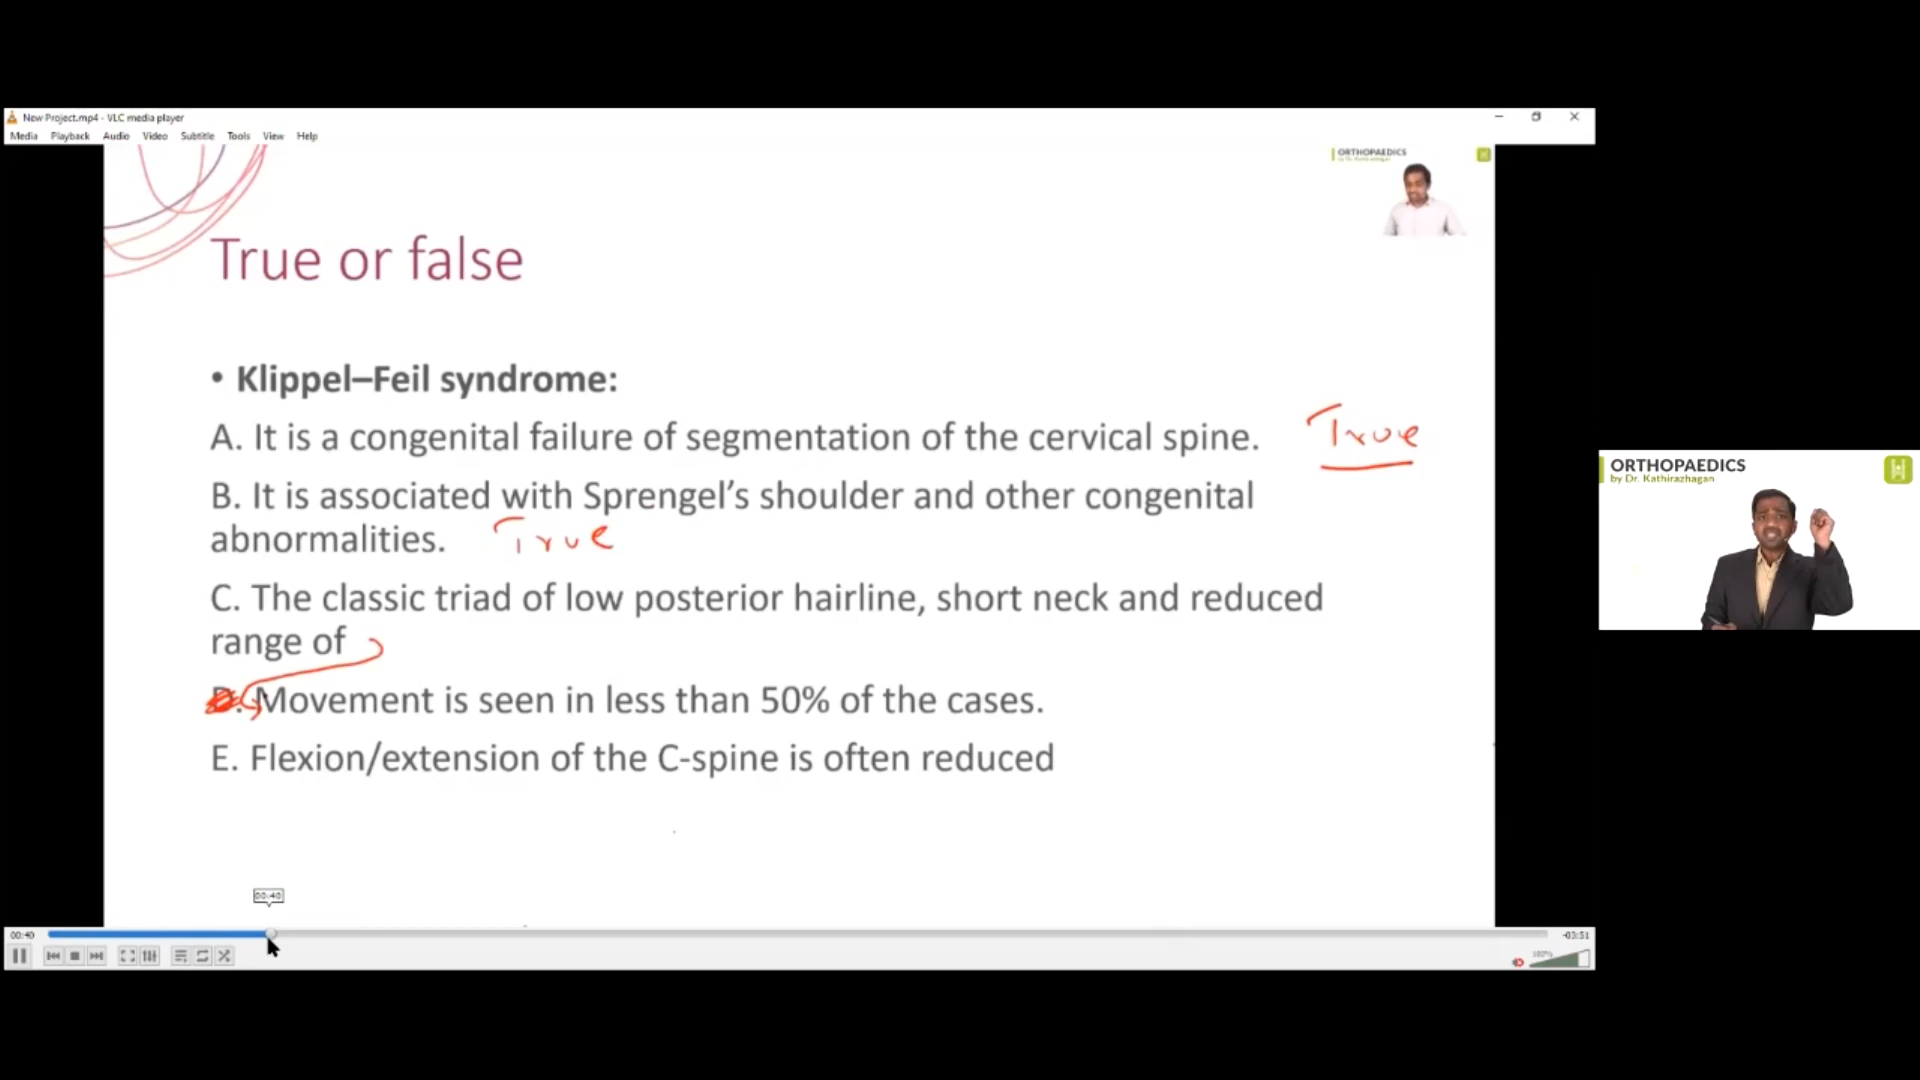 New Project.mp4 - VLC media player
Media Playback Audio Video Subtitle Tools View Help
ORTHOPAEDICS
True or false
• Klippel–Feil syndrome:
A. It is a congenital failure of segmentation of the cervical spine. True
B. It is associated with Sprengel’s shoulder and other congenital
abnormalities. True
C. The classic triad of low posterior hairline, short neck and reduced
range of
D. Movement is seen in less than 50% of the cases.
E. Flexion/extension of the C-spine is often reduced
ORTHOPAEDICS
by Dr. Kathirazhagan
00:40
00:40
-03:51
100%